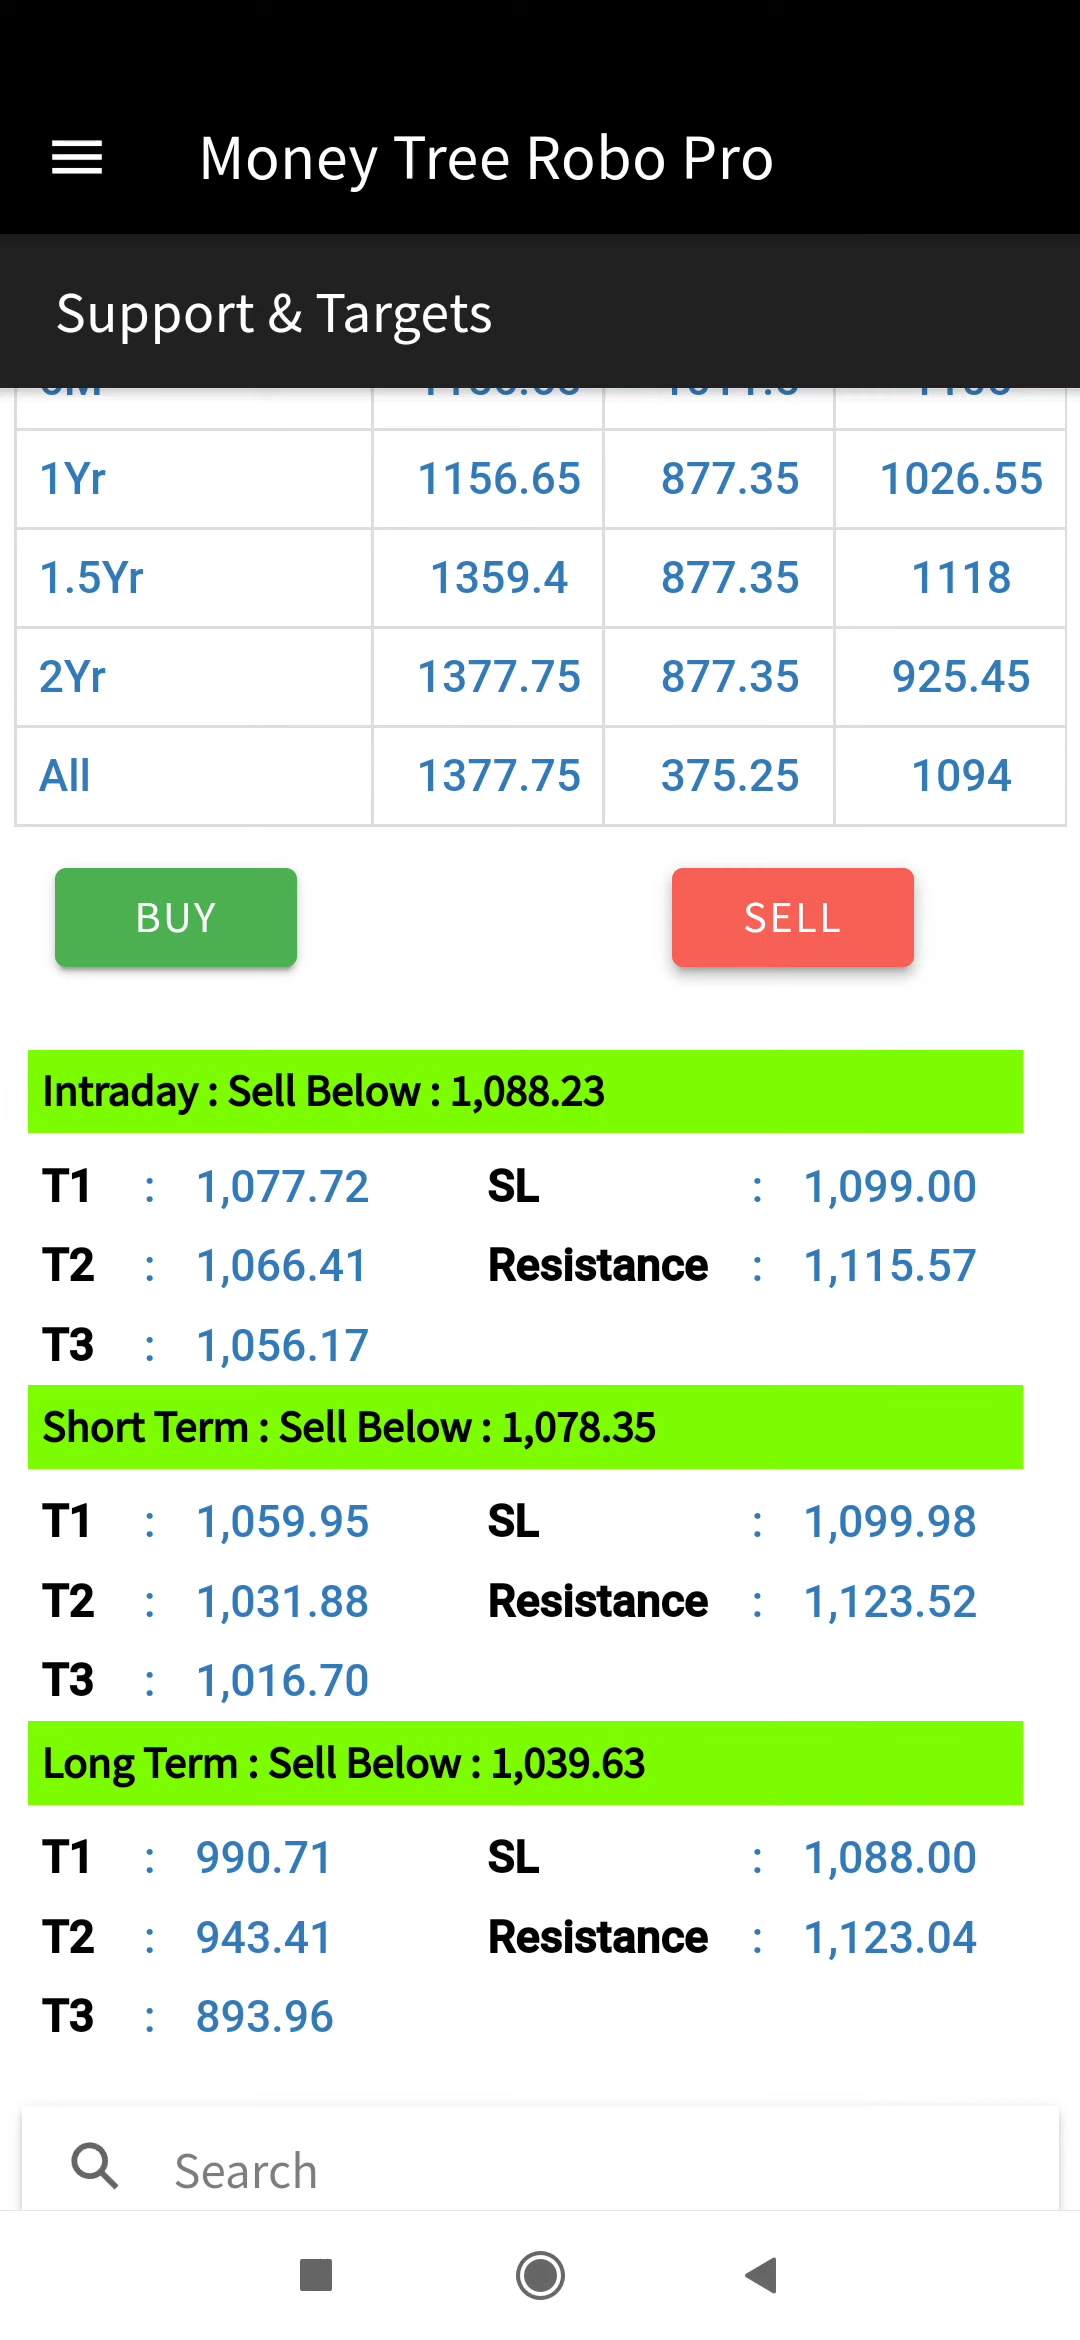 Money Tree Robo Pro
Support & Targets
1Yr 1156.65 877.35 1026.55
1.5Yr 1359.4 877.35 1118
2Yr 1377.75 877.35 925.45
All 1377.75 375.25 1094
BUY SELL
Intraday : Sell Below : 1,088.23
T1 : 1,077.72 SL : 1,099.00
T2 : 1,066.41 Resistance : 1,115.57
T3 : 1,056.17
Short Term : Sell Below : 1,078.35
T1 : 1,059.95 SL : 1,099.98
T2 : 1,031.88 Resistance : 1,123.52
T3 : 1,016.70
Long Term : Sell Below : 1,039.63
T1 : 990.71 SL : 1,088.00
T2 : 943.41 Resistance : 1,123.04
T3 : 893.96
Search